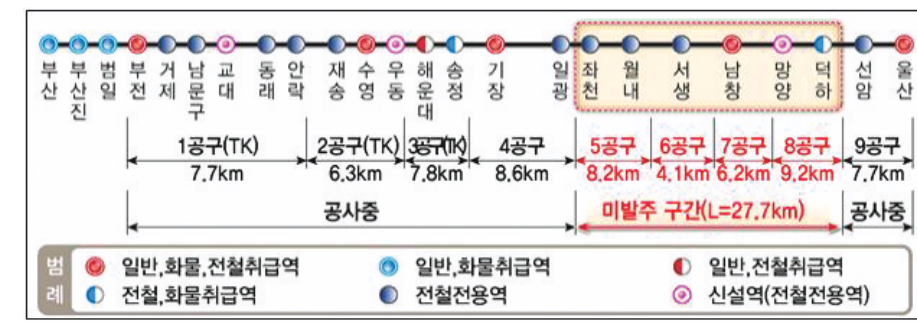 부산 부산진 범일 부전 거제 남문구 교대 동래 안락 재송 수영 우동 해운대 송정 기장 일광 좌천 월내 서생 남창 망양 덕하 선암 울산
1공구(TK) 2공구(TK) 3공구(TK) 4공구 5공구 6공구 7공구 8공구 9공구
7.7km 6.3km 7.8km 8.6km 8.2km 4.1km 6.2km 9.2km 7.7km
공사중 미발주 구간(L=27.7km) 공사중
범례
일반,화물,전철취급역 일반,화물취급역 일반,전철취급역
전철,화물취급역 전철전용역 신설역(전철전용역)